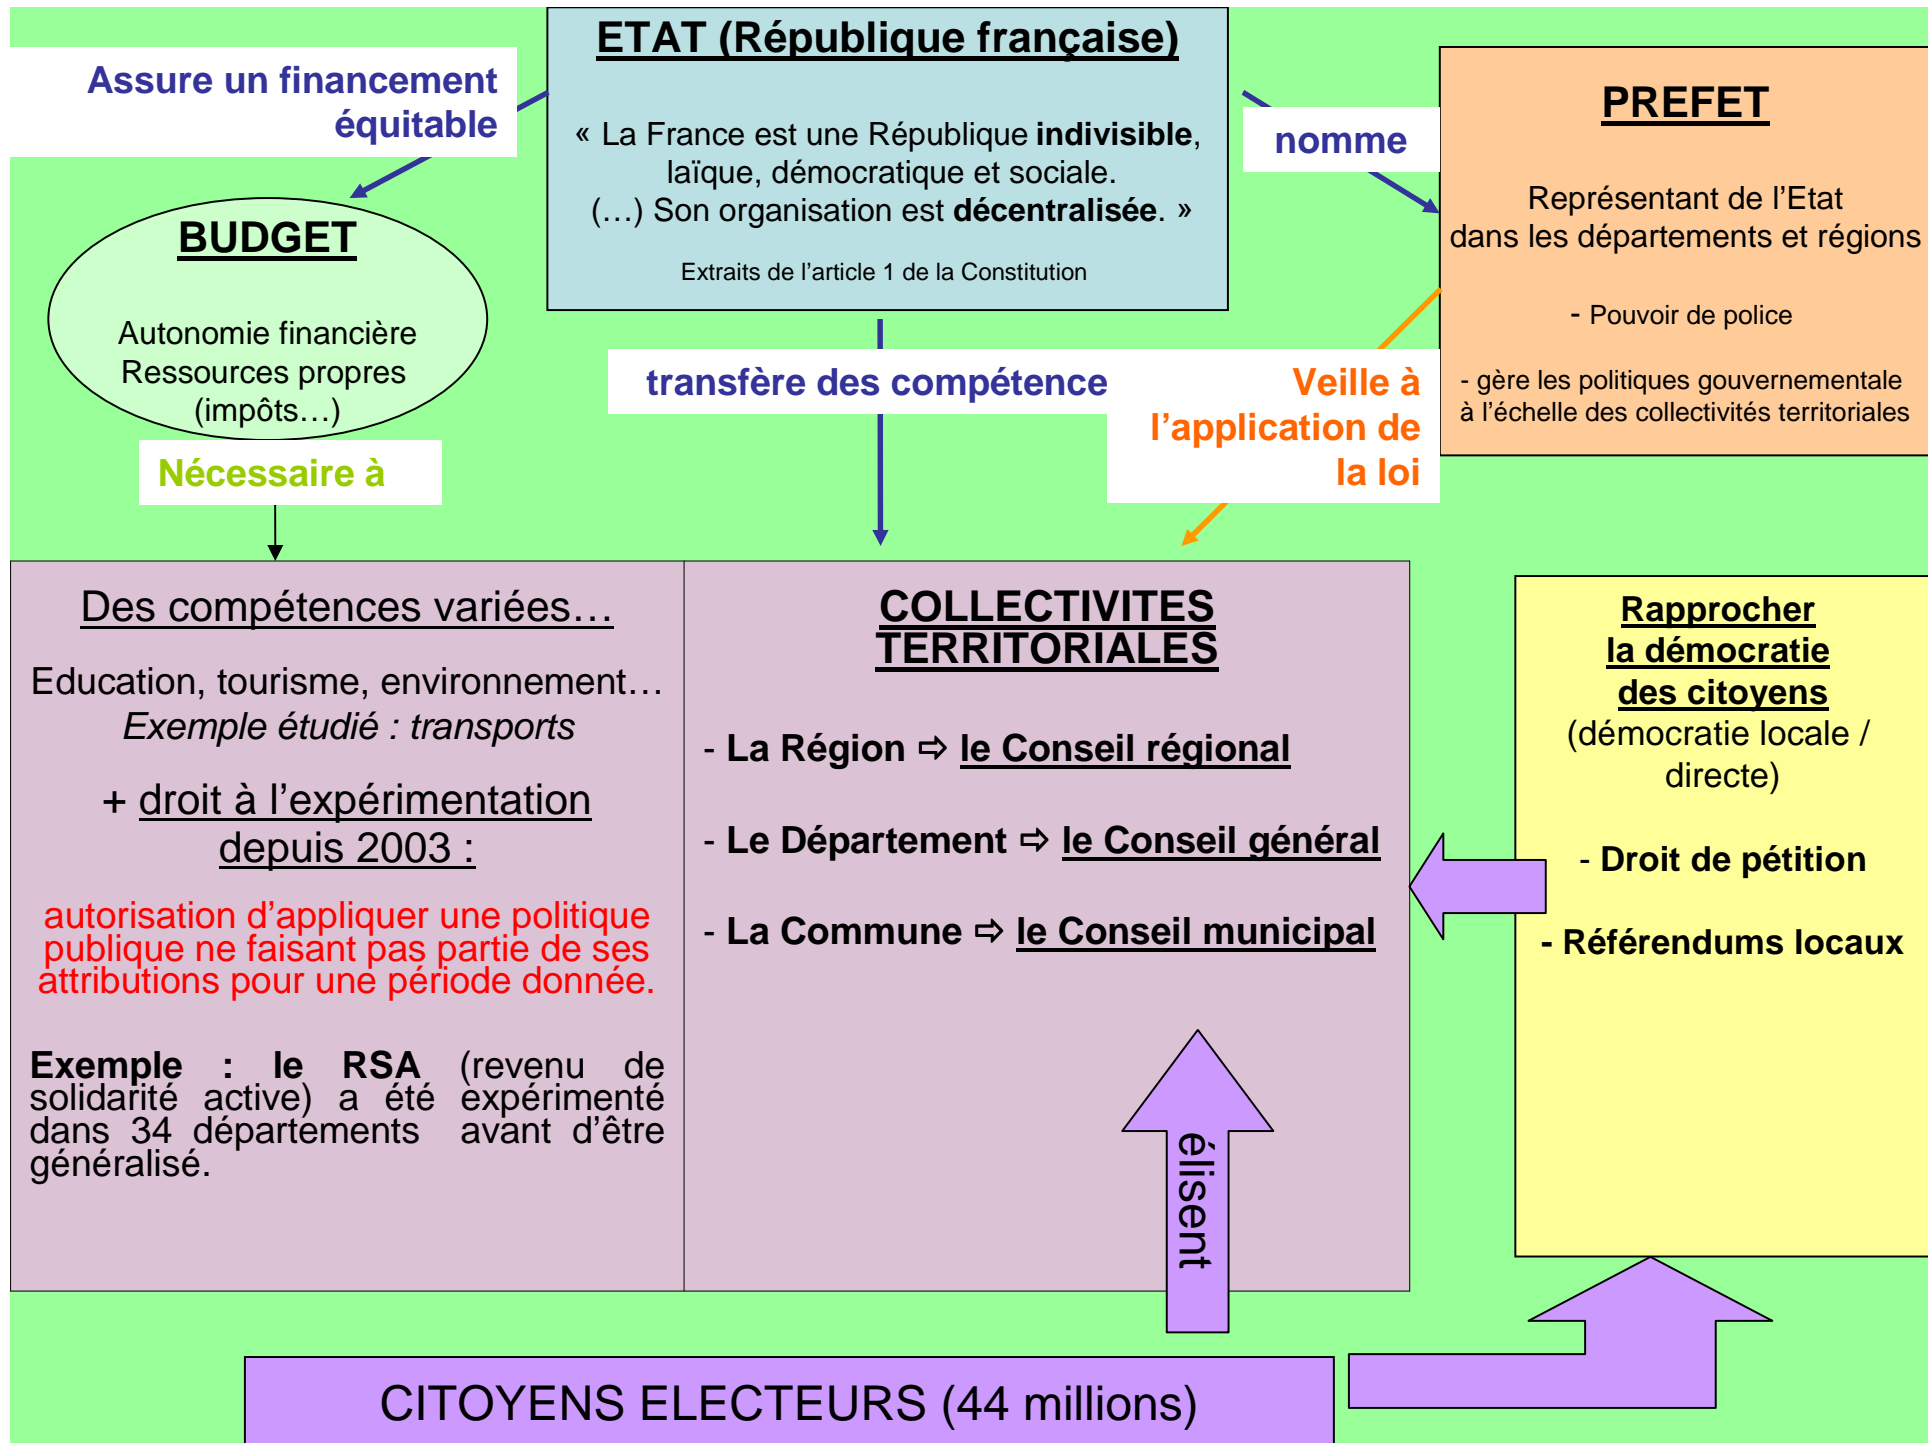 ETAT (République française)
« La France est une République indivisible,
laïque, démocratique et sociale.
(…) Son organisation est décentralisée. »
Extraits de l'article 1 de la Constitution
Assure un financement
équitable
nomme
PREFET
Représentant de l'Etat
dans les départements et régions
- Pouvoir de police
- gère les politiques gouvernementale
à l'échelle des collectivités territoriales
BUDGET
Autonomie financière
Ressources propres
(impôts…)
Nécessaire à
transfère des compétence
Veille à
l'application de
la loi
Des compétences variées…
Education, tourisme, environnement…
Exemple étudié : transports
+ droit à l'expérimentation
depuis 2003 :
autorisation d'appliquer une politique
publique ne faisant pas partie de ses
attributions pour une période donnée.
Exemple : le RSA (revenu de
solidarité active) a été expérimenté
dans 34 départements avant d'être
généralisé.
COLLECTIVITES
TERRITORIALES
- La Région ⇨ le Conseil régional
- Le Département ⇨ le Conseil général
- La Commune ⇨ le Conseil municipal
élisent
Rapprocher
la démocratie
des citoyens
(démocratie locale /
directe)
- Droit de pétition
- Référendums locaux
CITOYENS ELECTEURS (44 millions)